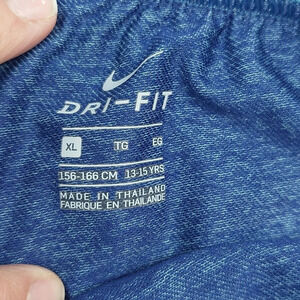 DRI-FIT
XL TG EG
156-166 CM 13-15 YRS
MADE IN THAILAND
FABRIQUE EN THAILANDE